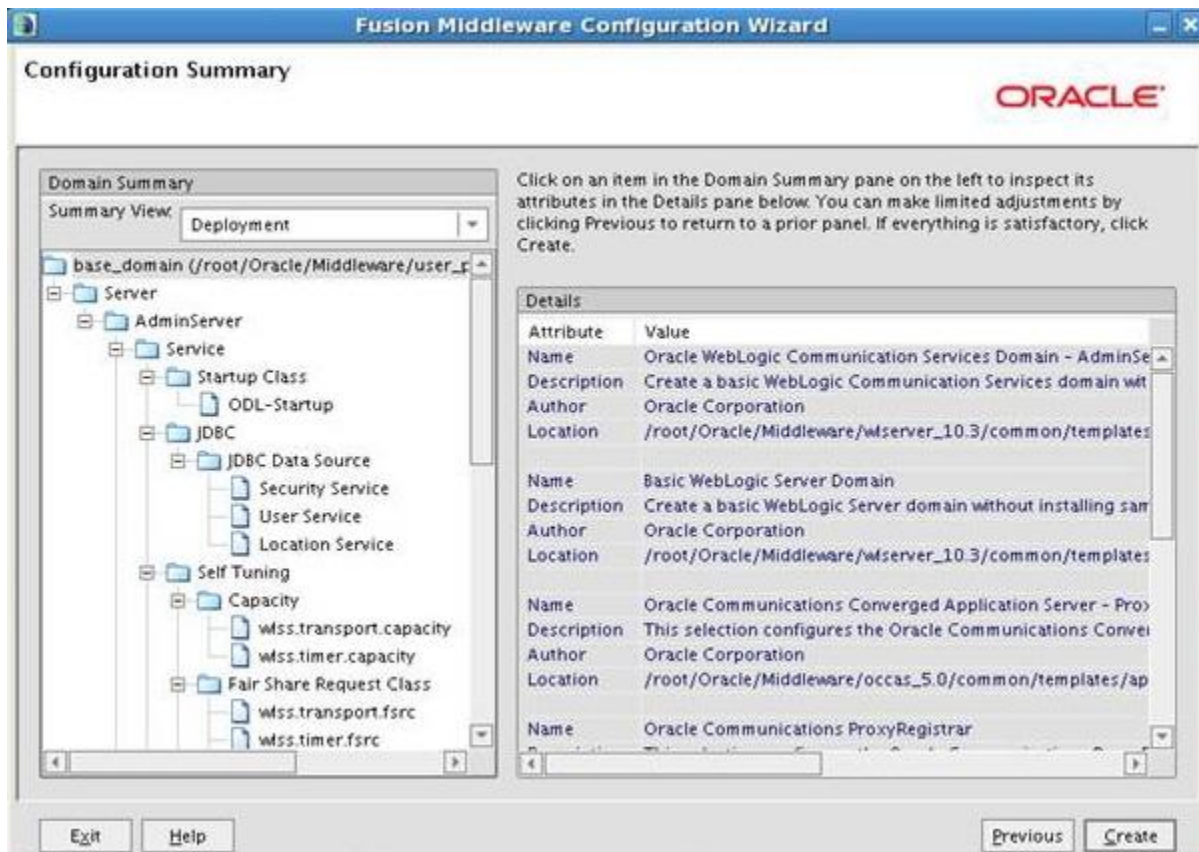 Fusion Middleware Configuration Wizard
Configuration Summary
ORACLE
Domain Summary
Summary View:
Deployment
base_domain (/root/Oracle/Middleware/user_p
Server
AdminServer
Service
Startup Class
ODL-Startup
JDBC
JDBC Data Source
Security Service
User Service
Location Service
Self Tuning
Capacity
wlss.transport.capacity
wlss.timer.capacity
Fair Share Request Class
wlss.transport.fsrc
wlss.timer.fsrc
Click on an item in the Domain Summary pane on the left to inspect its
attributes in the Details pane below. You can make limited adjustments by
clicking Previous to return to a prior panel. If everything is satisfactory, click
Create.
Details
Attribute Value
Name Oracle WebLogic Communication Services Domain - AdminSe
Description Create a basic WebLogic Communication Services domain wit
Author Oracle Corporation
Location /root/Oracle/Middleware/wlserver_10.3/common/templates
Name Basic WebLogic Server Domain
Description Create a basic WebLogic Server domain without installing sam
Author Oracle Corporation
Location /root/Oracle/Middleware/wlserver_10.3/common/templates
Name Oracle Communications Converged Application Server - Prox
Description This selection configures the Oracle Communications Conver
Author Oracle Corporation
Location /root/Oracle/Middleware/occas_5.0/common/templates/ap
Name Oracle Communications ProxyRegistrar
Exit Help Previous Create